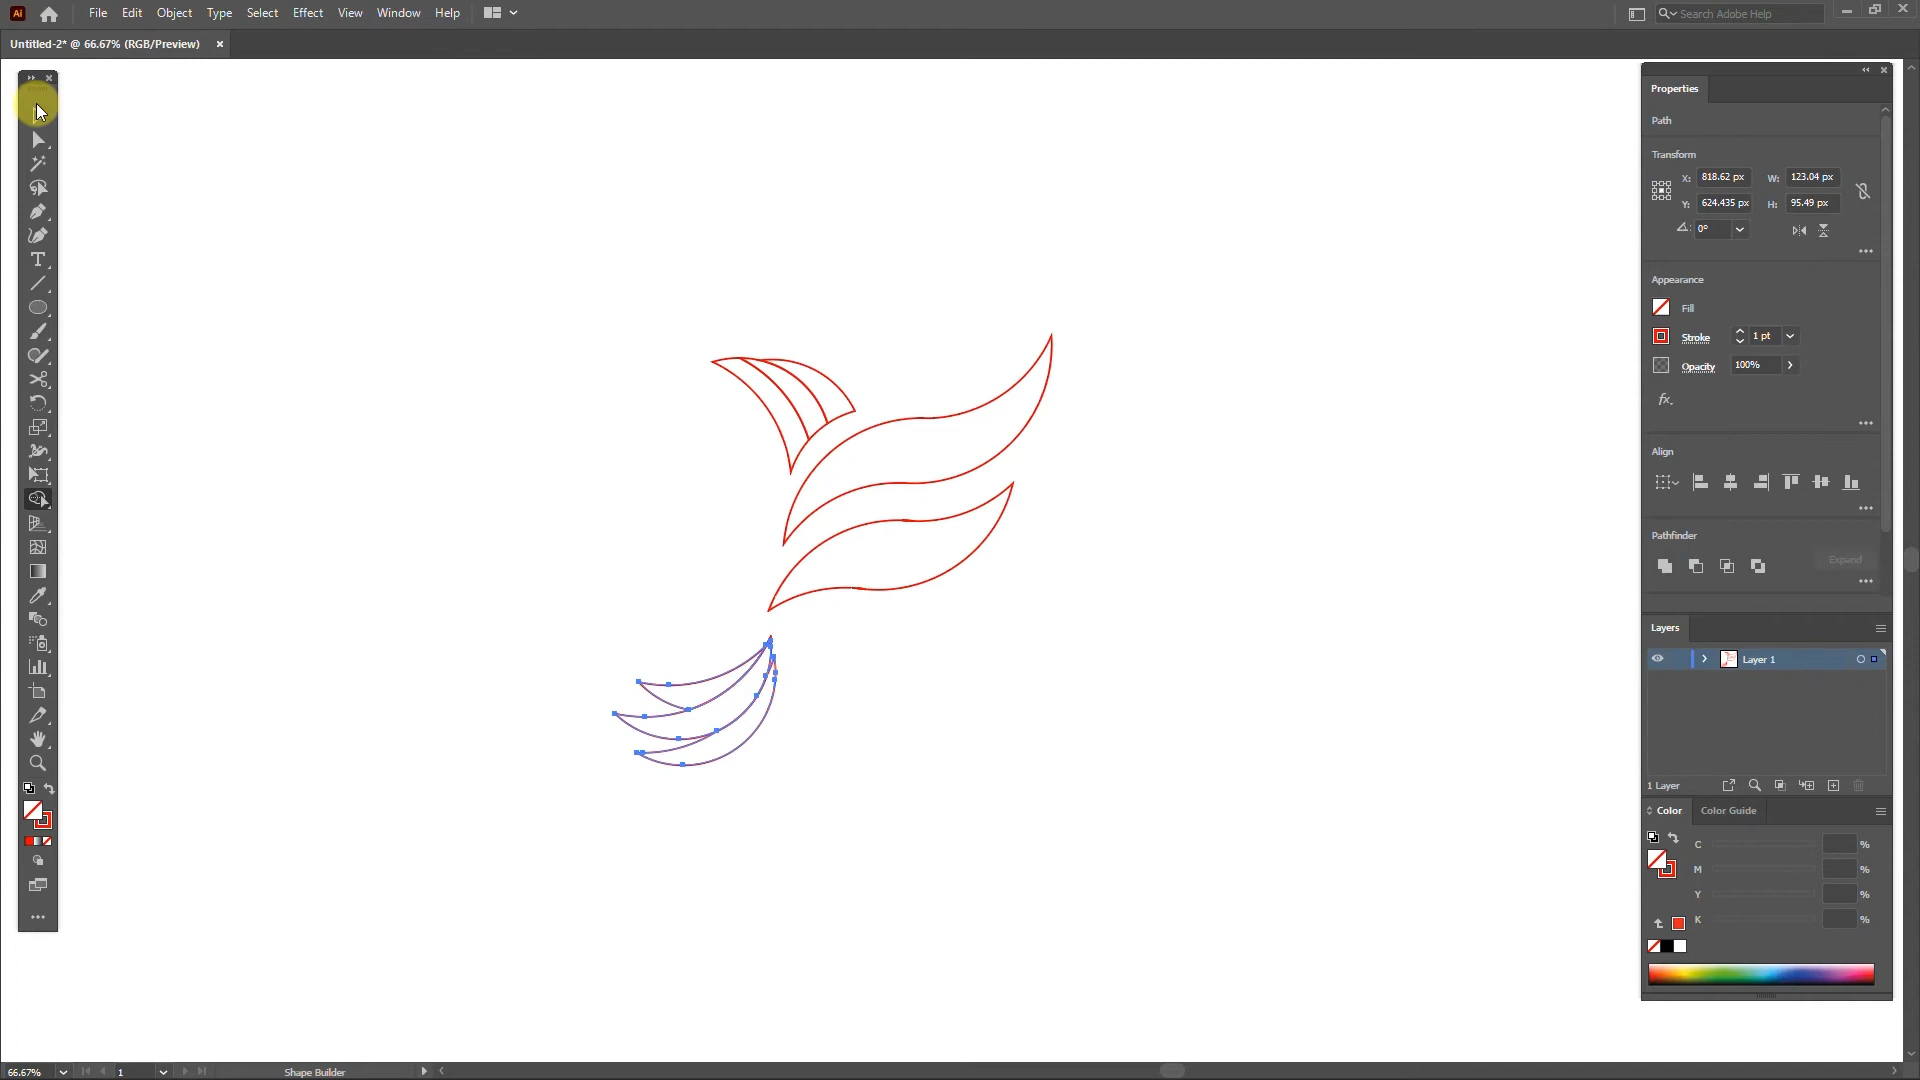 Ai File Edit Object Type Select Effect View Window Help Search Adobe Help
Untitled-2* @ 66.67% (RGB/Preview)
Properties
Path
Transform
X: 818.62 px W: 123.04 px
Y: 624.435 px H: 95.49 px
0°
Appearance
Fill
Stroke 1 pt
Opacity 100%
fx.
Align
Pathfinder
Expand
Layers
Layer 1
1 Layer
Color Color Guide
C %
M %
Y %
K %
66.67% 1 Shape Builder